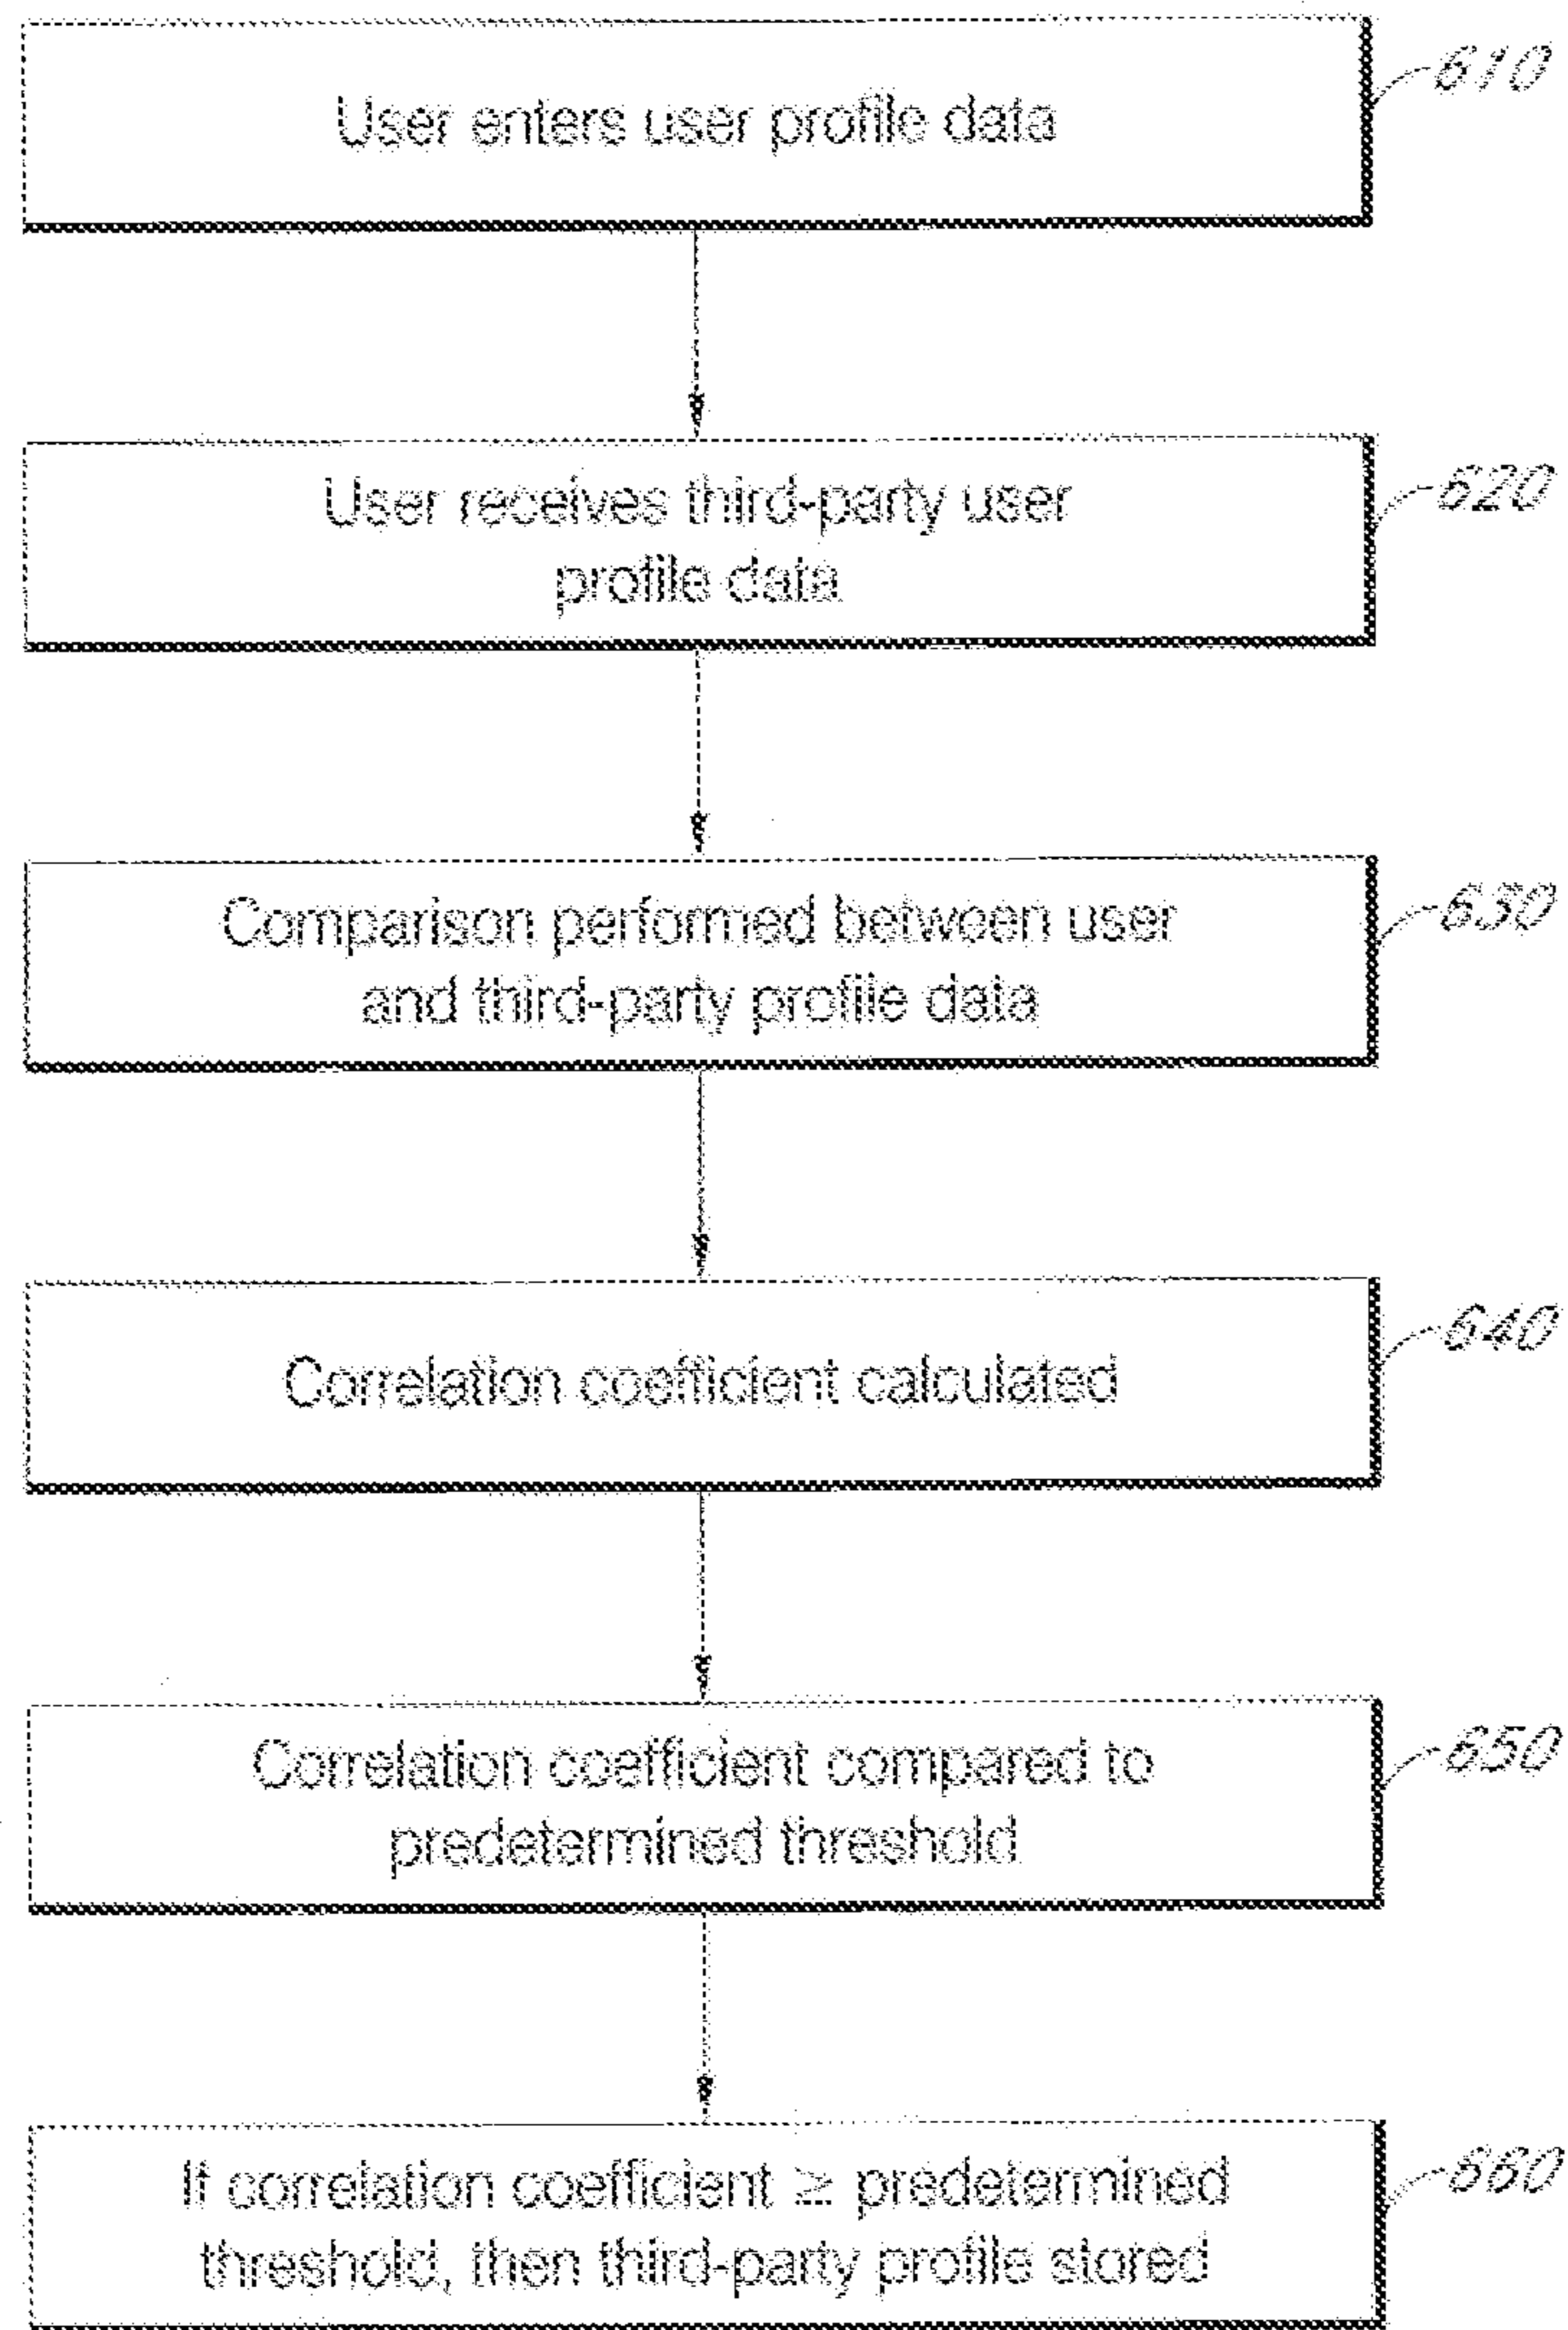 User enters user profile data
610
User receives third-party user
profile data
620
Comparison performed between user
and third-party profile data
630
Correlation coefficient calculated
640
Correlation coefficient compared to
predetermined threshold
650
If correlation coefficient ≥ predetermined
threshold, then third-party profile stored
660